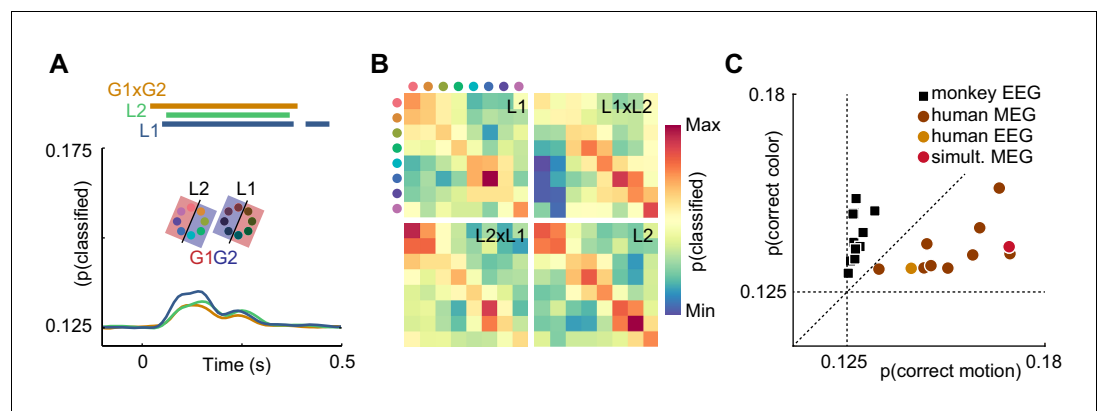 A
G1xG2
L2
L1
0.175
p(classified)
0.125
L2
L1
G1G2
0
0.5
Time (s)
B
L1
L1xL2
L2xL1
L2
Max
p(classified)
Min
C
0.18
p(correct color)
0.125
monkey EEG
human MEG
human EEG
simult. MEG
0.125
0.18
p(correct motion)